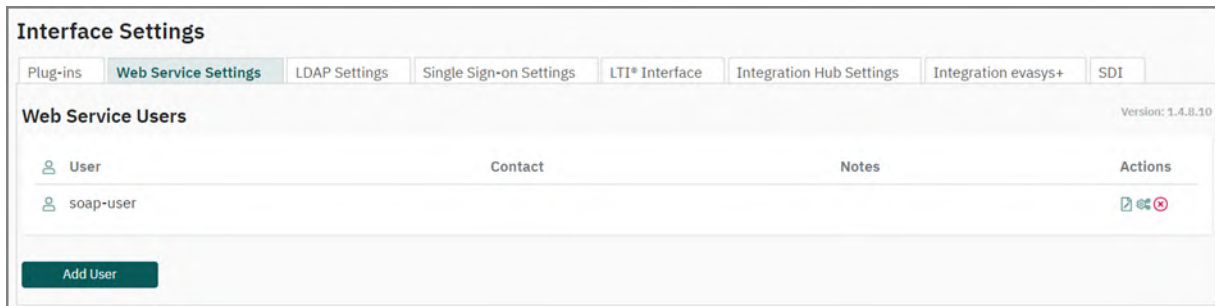 Interface Settings
Plug-ins Web Service Settings LDAP Settings Single Sign-on Settings LTI® Interface Integration Hub Settings Integration evasys+ SDI
Web Service Users Version: 1.4.8.10
User Contact Notes Actions
soap-user
Add User